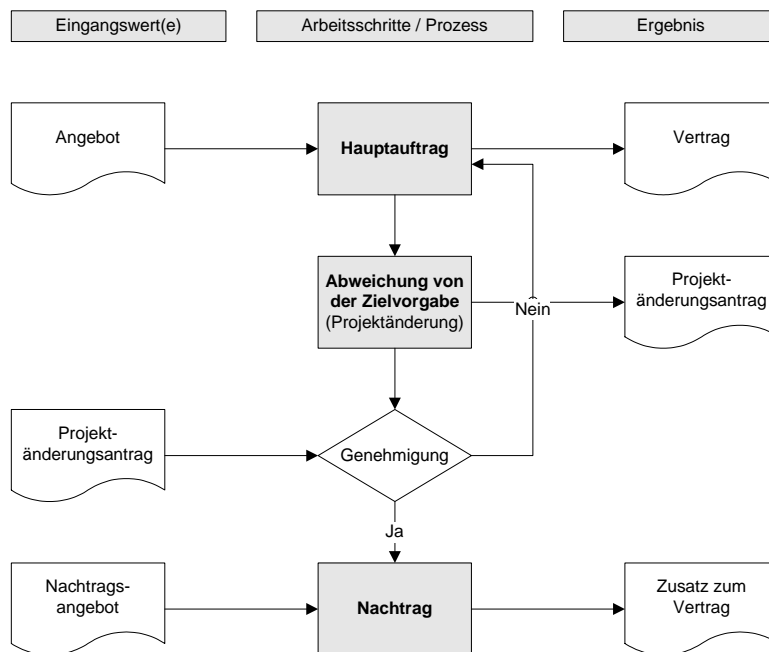 Eingangswert(e)
Arbeitsschritte / Prozess
Ergebnis
Angebot
Hauptauftrag
Vertrag
Abweichung von
der Zielvorgabe
(Projektänderung)
Nein
Projekt-
änderungsantrag
Projekt-
änderungsantrag
Genehmigung
Ja
Nachtrags-
angebot
Nachtrag
Zusatz zum
Vertrag